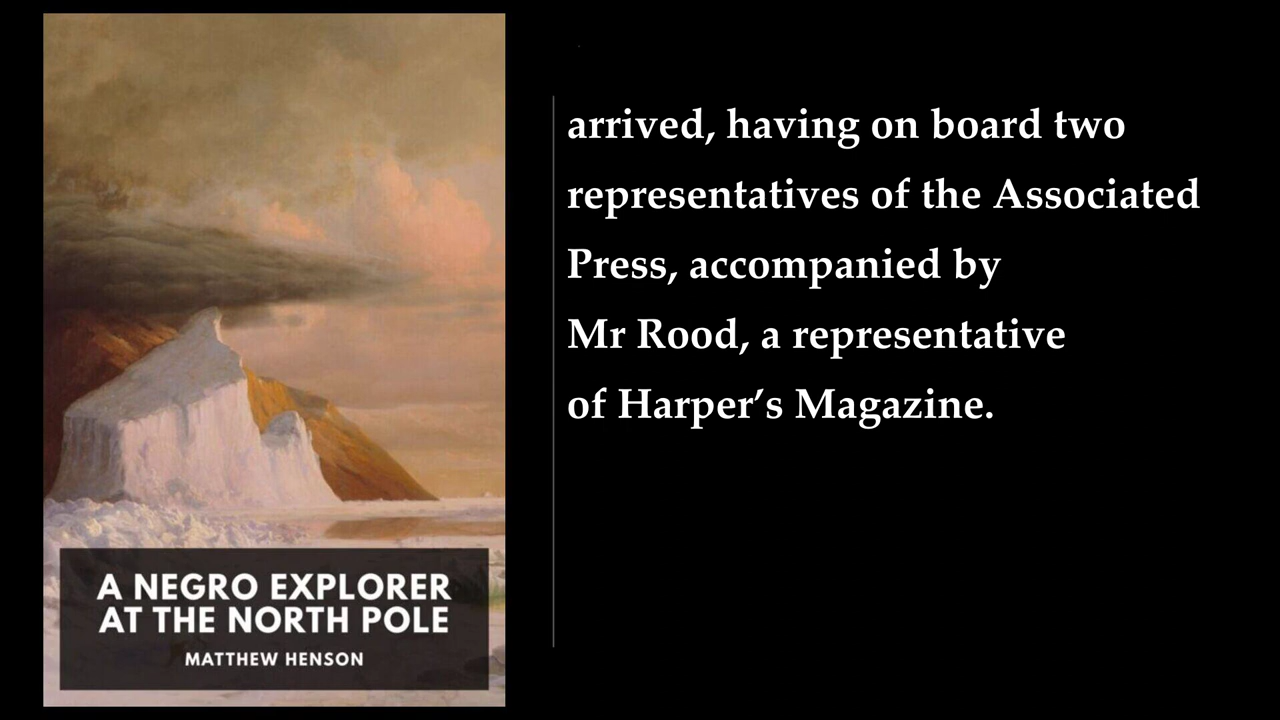 arrived, having on board two
representatives of the Associated
Press, accompanied by
Mr Rood, a representative
of Harper’s Magazine.
A NEGRO EXPLORER
AT THE NORTH POLE
MATTHEW HENSON